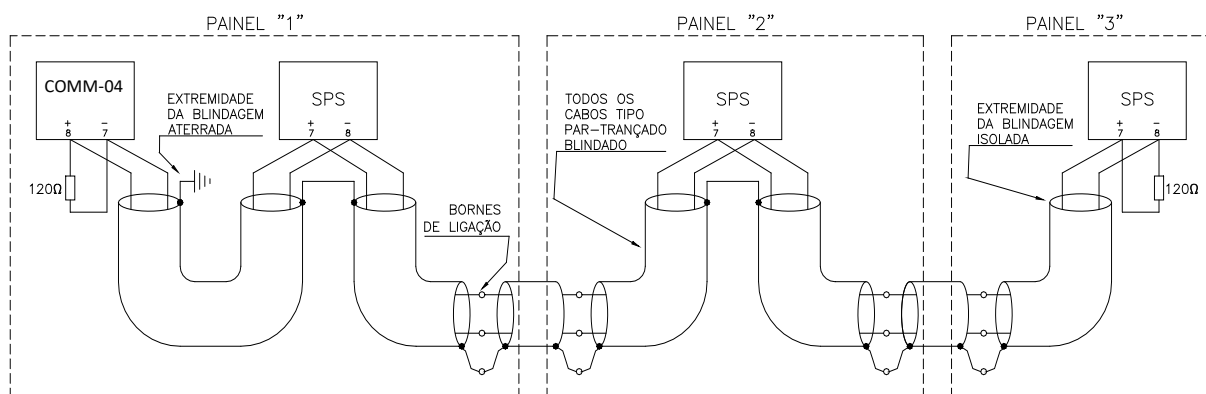 PAINEL "1"
COMM-04
+ -
8 7
120Ω
EXTREMIDADE
DA BLINDAGEM
ATERRADA
SPS
+ -
7 8
BORNES
DE LIGAÇÃO
PAINEL "2"
TODOS OS
CABOS TIPO
PAR-TRANÇADO
BLINDADO
SPS
+ -
7 8
PAINEL "3"
EXTREMIDADE
DA BLINDAGEM
ISOLADA
SPS
+ -
7 8
120Ω